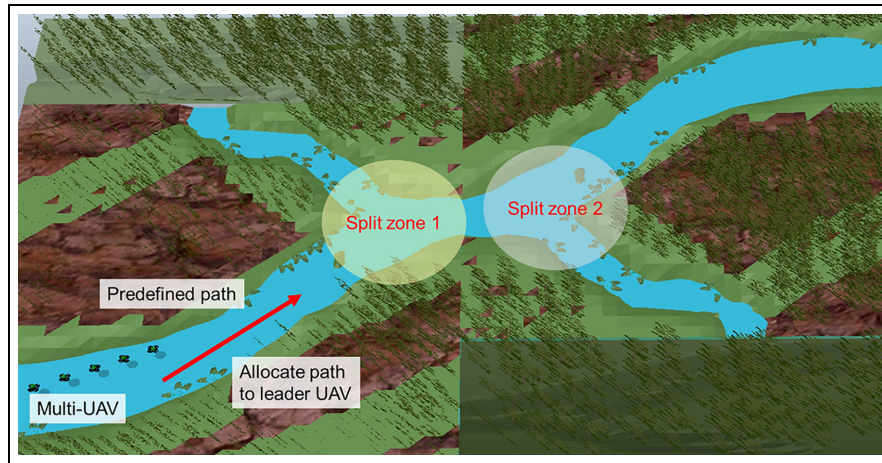 Split zone 1
Split zone 2
Predefined path
Allocate path
to leader UAV
Multi-UAV